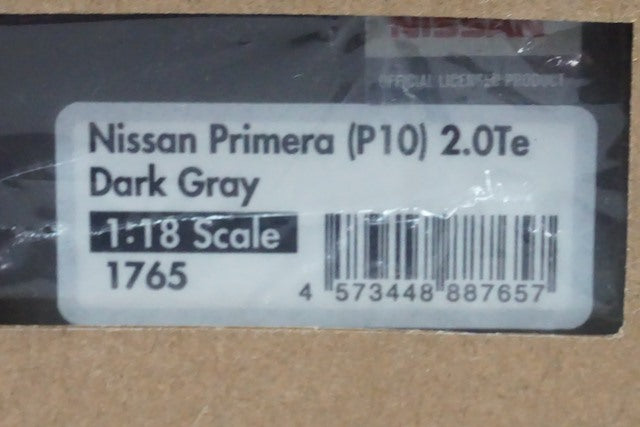 NISSAN
OFFICIAL LICENSED PRODUCT
Nissan Primera (P10) 2.0Te
Dark Gray
1:18 Scale
1765
4 573448 887657